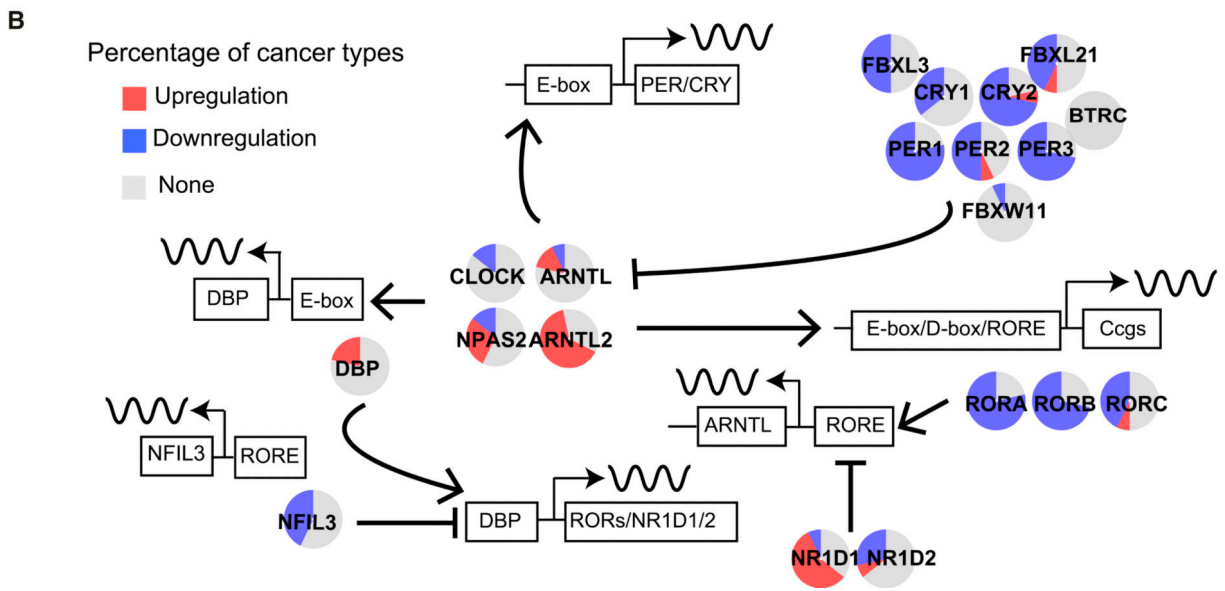 B
Percentage of cancer types
Upregulation
Downregulation
None
E-box
PER/CRY
FBXL3
FBXL21
CRY1
CRY2
BTRC
PER1
PER2
PER3
FBXW11
CLOCK
ARNTL
DBP
E-box
NPAS2
ARNTL2
E-box/D-box/RORE
Ccgs
DBP
RORA
RORB
RORC
ARNTL
RORE
NFIL3
RORE
NFIL3
DBP
RORs/NR1D1/2
NR1D1
NR1D2